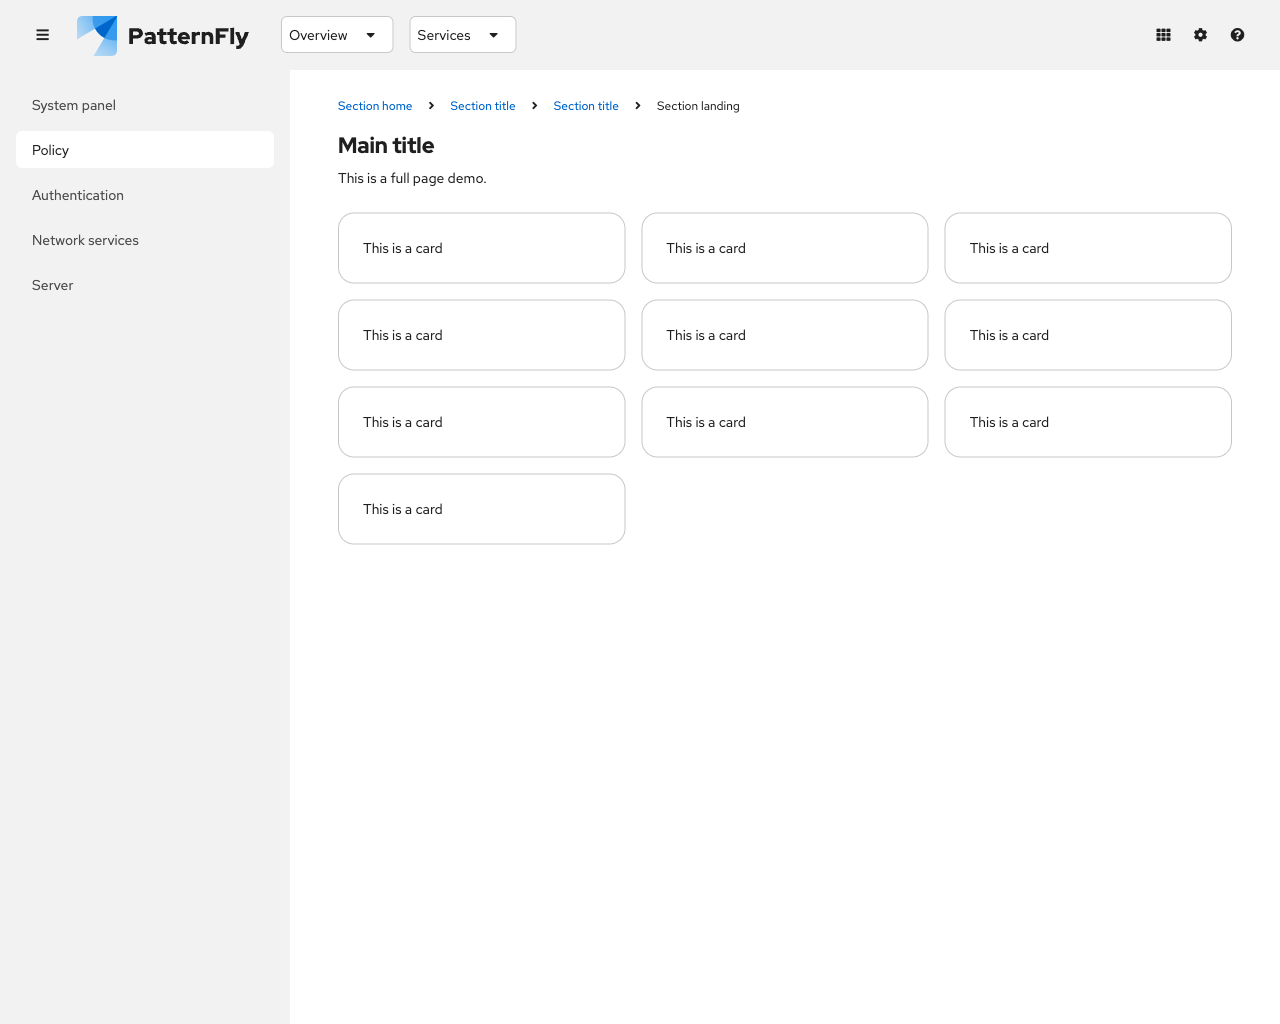 PatternFly
Overview
Services
System panel
Policy
Authentication
Network services
Server
Section home
Section title
Section title
Section landing
Main title
This is a full page demo.
This is a card
This is a card
This is a card
This is a card
This is a card
This is a card
This is a card
This is a card
This is a card
This is a card